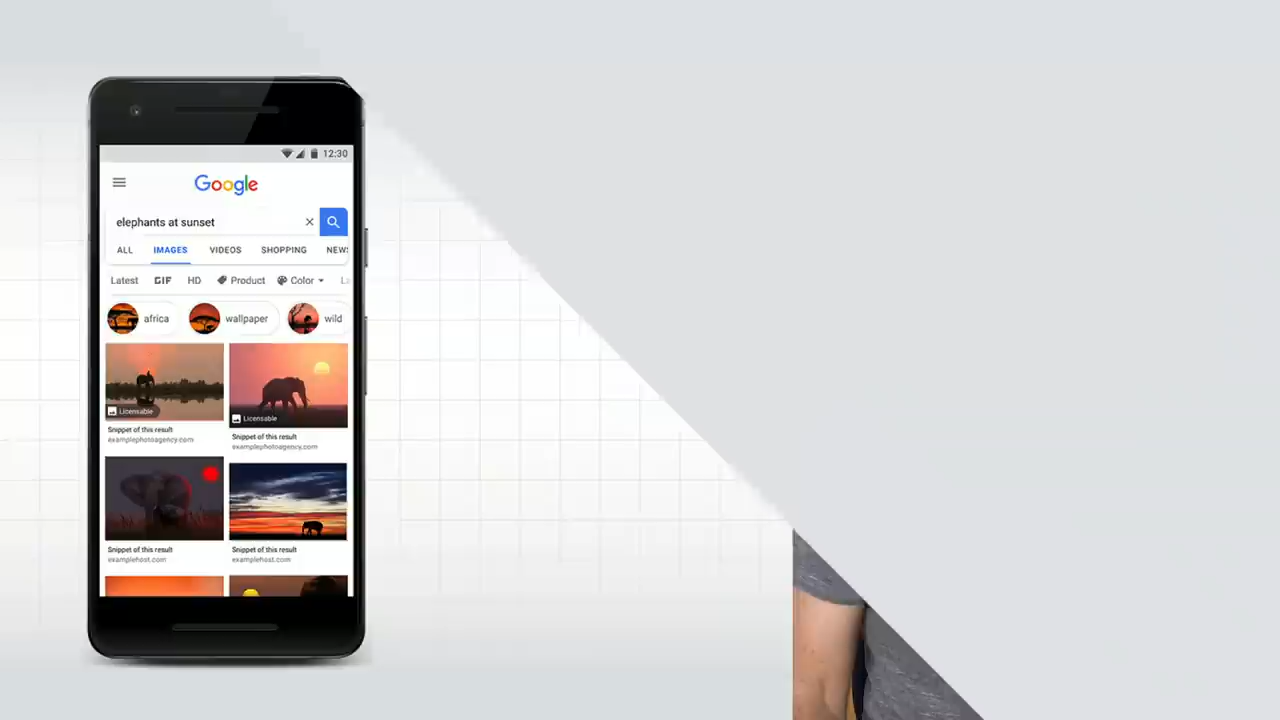 12:30
Google
elephants at sunset
ALL IMAGES VIDEOS SHOPPING NEWS
Latest GIF HD Product Color
africa wallpaper wild
Licensable Licensable
Snippet of this result
examplephotoagency.com
Snippet of this result
examplephotoagency.com
Snippet of this result
examplehost.com
Snippet of this result
examplehost.com